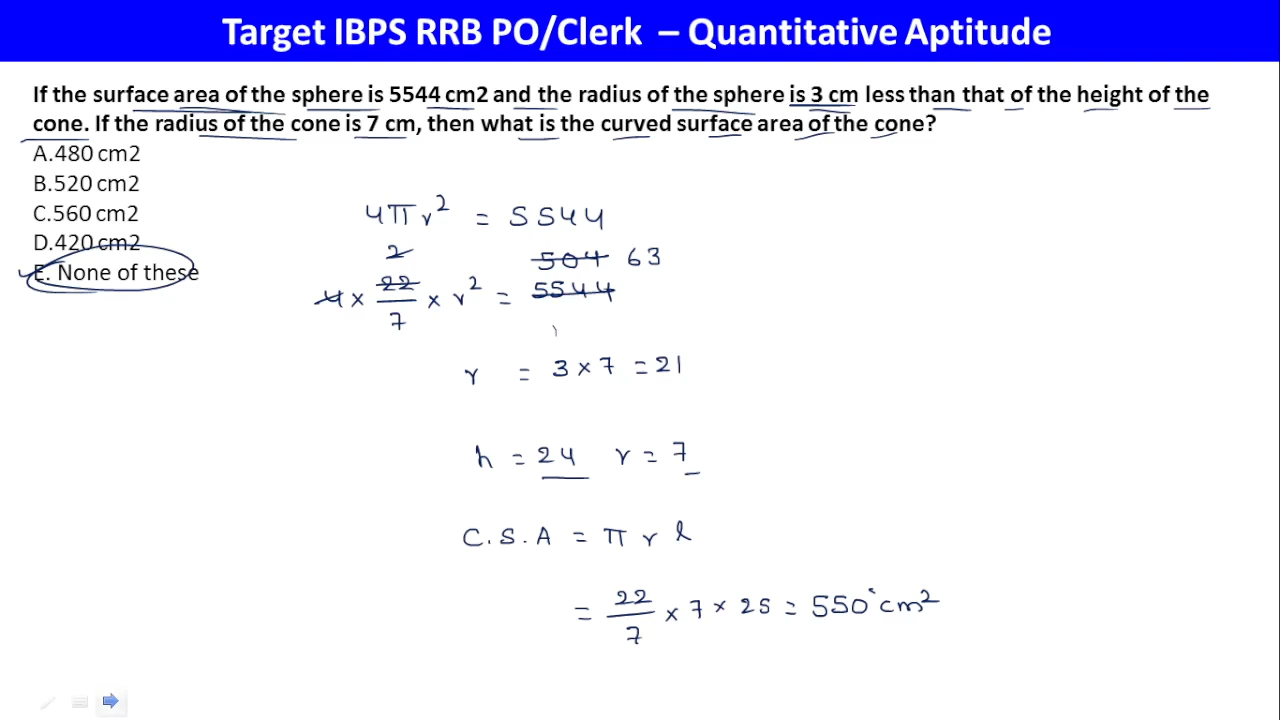 Target IBPS RRB PO/Clerk – Quantitative Aptitude
If the surface area of the sphere is 5544 cm2 and the radius of the sphere is 3 cm less than that of the height of the
cone. If the radius of the cone is 7 cm, then what is the curved surface area of the cone?
A.480 cm2
B.520 cm2
C.560 cm2
D.420 cm2
E. None of these
4πr² = 5544
2 504 63
4 × 22/7 × r² = 5544
r = 3 × 7 = 21
h = 24 r = 7
C.S.A = π r l
= 22/7 × 7 × 25 = 550 cm²